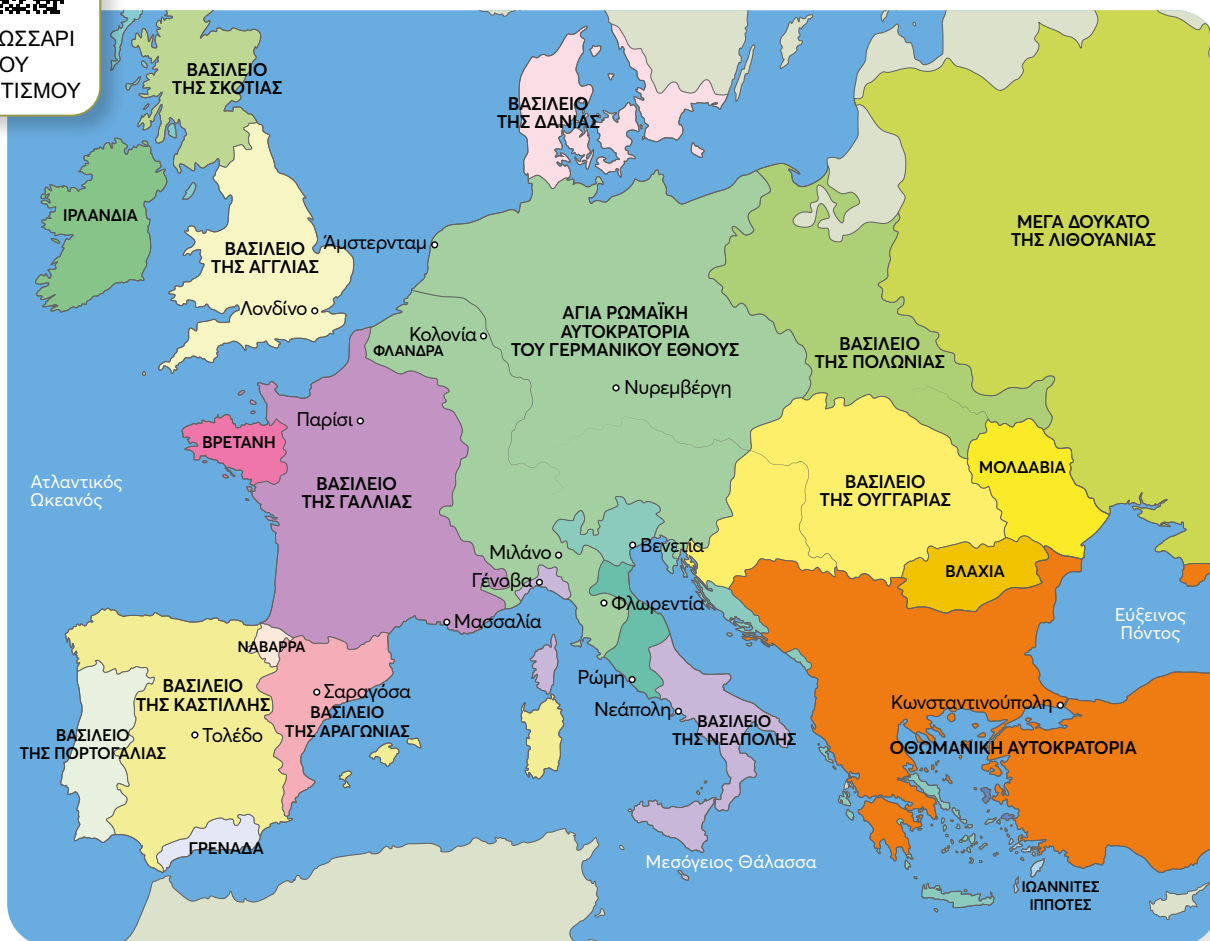 ΩΣΣΑΡΙ
ΟΥ
ΤΙΣΜΟΥ
ΒΑΣΙΛΕΙΟ
ΤΗΣ ΣΚΟΤΙΑΣ
ΒΑΣΙΛΕΙΟ
ΤΗΣ ΔΑΝΙΑΣ
ΙΡΛΑΝΔΙΑ
ΒΑΣΙΛΕΙΟ
ΤΗΣ ΑΓΓΛΙΑΣ
Άμστερνταμ
ΜΕΓΑ ΔΟΥΚΑΤΟ
ΤΗΣ ΛΙΘΟΥΑΝΙΑΣ
Λονδίνο
ΑΓΙΑ ΡΩΜΑΪΚΗ
ΑΥΤΟΚΡΑΤΟΡΙΑ
ΤΟΥ ΓΕΡΜΑΝΙΚΟΥ ΕΘΝΟΥΣ
Κολονία
ΦΛΑΝΔΡΑ
ΒΑΣΙΛΕΙΟ
ΤΗΣ ΠΟΛΩΝΙΑΣ
Νυρεμβέργη
Παρίσι
ΒΡΕΤΑΝΗ
ΜΟΛΔΑΒΙΑ
Ατλαντικός
Ωκεανός
ΒΑΣΙΛΕΙΟ
ΤΗΣ ΓΑΛΛΙΑΣ
ΒΑΣΙΛΕΙΟ
ΤΗΣ ΟΥΓΓΑΡΙΑΣ
Μιλάνο
Βενετία
Γένοβα
ΒΛΑΧΙΑ
Φλωρεντία
Μασσαλία
Εύξεινος
Πόντος
ΝΑΒΑΡΡΑ
ΒΑΣΙΛΕΙΟ
ΤΗΣ ΚΑΣΤΙΛΛΗΣ
Σαραγόσα
ΒΑΣΙΛΕΙΟ
ΤΗΣ ΑΡΑΓΩΝΙΑΣ
Ρώμη
Νεάπολη
Κωνσταντινούπολη
ΒΑΣΙΛΕΙΟ
ΤΗΣ ΠΟΡΤΟΓΑΛΙΑΣ
Τολέδο
ΒΑΣΙΛΕΙΟ
ΤΗΣ ΝΕΑΠΟΛΗΣ
ΟΘΩΜΑΝΙΚΗ ΑΥΤΟΚΡΑΤΟΡΙΑ
ΓΡΕΝΑΔΑ
Μεσόγειος Θάλασσα
ΙΩΑΝΝΙΤΕΣ
ΙΠΠΟΤΕΣ